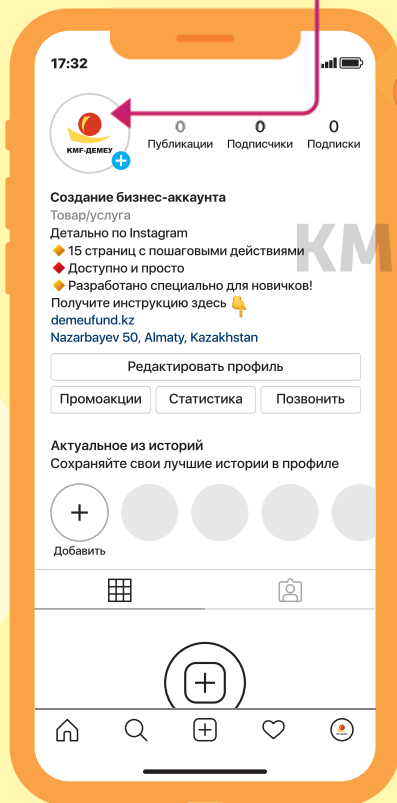 17:32
KMF-ДЕМЕУ
0 0 0
Публикации Подписчики Подписки
Создание бизнес-аккаунта
Товар/услуга
Детально по Instagram
15 страниц с пошаговыми действиями
Доступно и просто
Разработано специально для новичков!
Получите инструкцию здесь
demeufund.kz
Nazarbayev 50, Almaty, Kazakhstan
KM
Редактировать профиль
Промоакции Статистика Позвонить
Актуальное из историй
Сохраняйте свои лучшие истории в профиле
Добавить